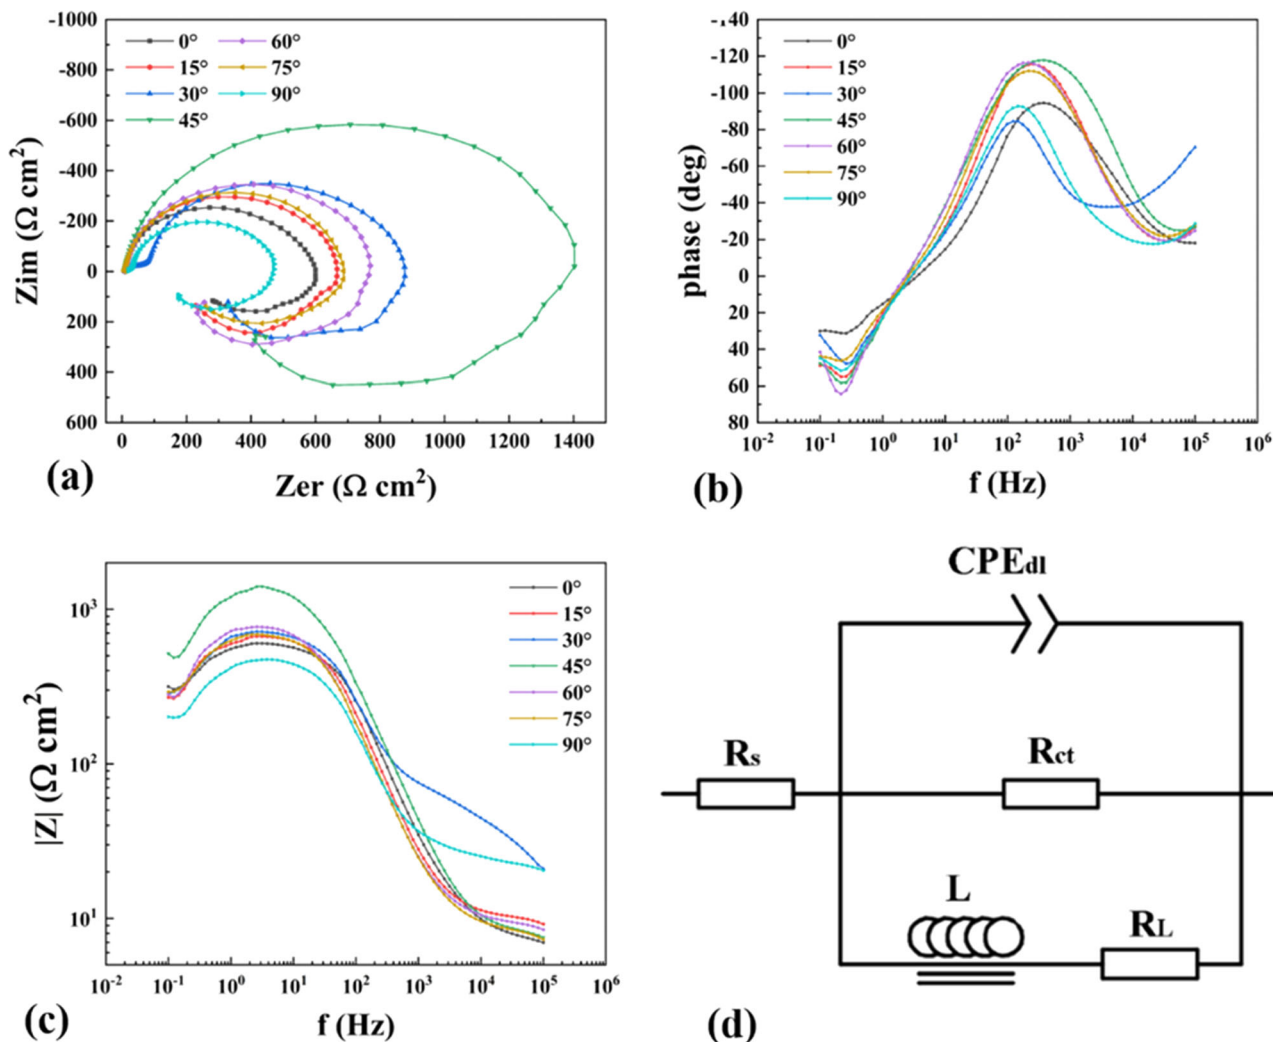 -1000
-800
-600
-400
-200
0
200
400
600
0 200 400 600 800 1000 1200 1400
Zim (Ω cm²)
Zer (Ω cm²)
0° 60°
15° 75°
30° 90°
45°
(a)
-140
-120
-100
-80
-60
-40
-20
0
20
40
60
80
10⁻² 10⁻¹ 10⁰ 10¹ 10² 10³ 10⁴ 10⁵ 10⁶
phase (deg)
f (Hz)
0°
15°
30°
45°
60°
75°
90°
(b)
10³
10²
10¹
10⁻² 10⁻¹ 10⁰ 10¹ 10² 10³ 10⁴ 10⁵ 10⁶
|Z| (Ω cm²)
f (Hz)
0°
15°
30°
45°
60°
75°
90°
(c)
CPEdl
Rs
Rct
L
RL
(d)